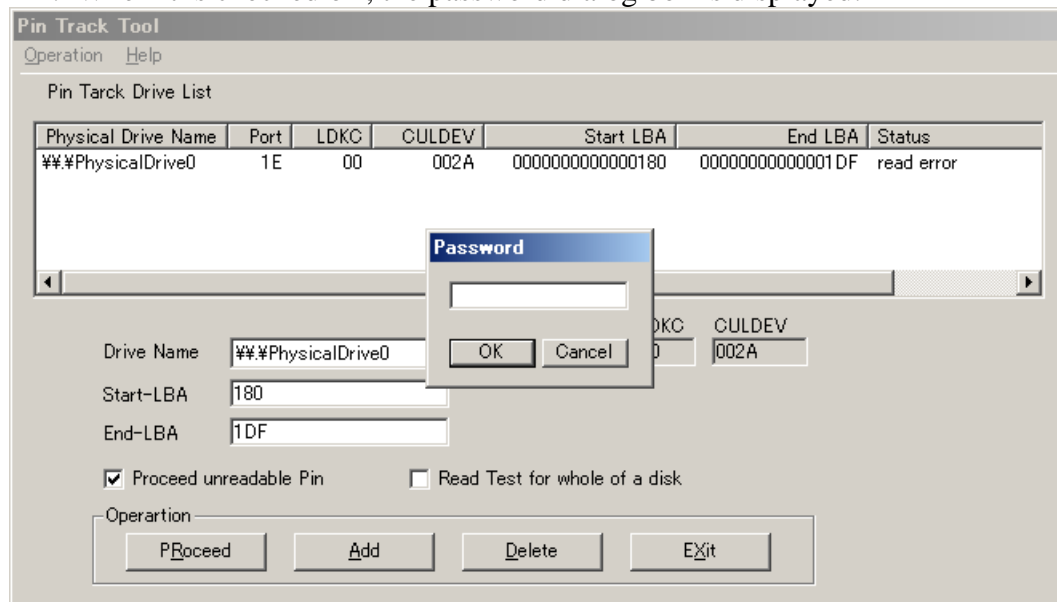 Pin Track Tool
Operation Help
Pin Tarck Drive List
Physical Drive Name Port LDKC CULDEV Start LBA End LBA Status
¥¥.¥PhysicalDrive0 1E 00 002A 0000000000000180 00000000000001DF read error
Password
OK Cancel
CULDEV
Drive Name ¥¥.¥PhysicalDrive0 002A
Start-LBA 180
End-LBA 1DF
Proceed unreadable Pin Read Test for whole of a disk
Operartion
PRoceed Add Delete EXit